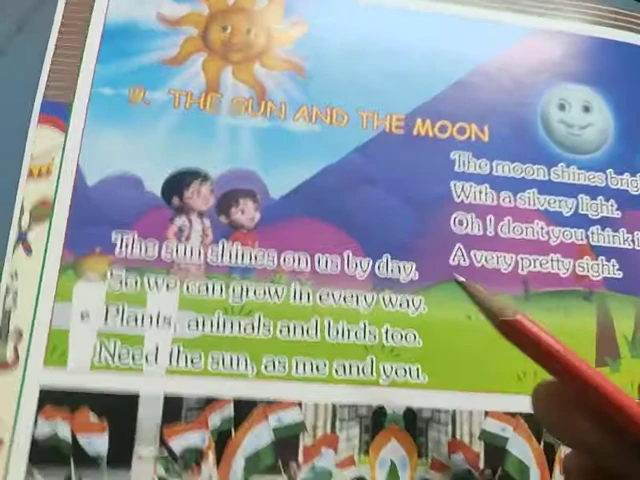 9. THE SUN AND THE MOON
The sun shines on us by day.
So we can grow in every way.
Plants, animals and birds too.
Need the sun, as me and you.
The moon shines
With a silvery light.
Oh ! don't you think
A very pretty sight.